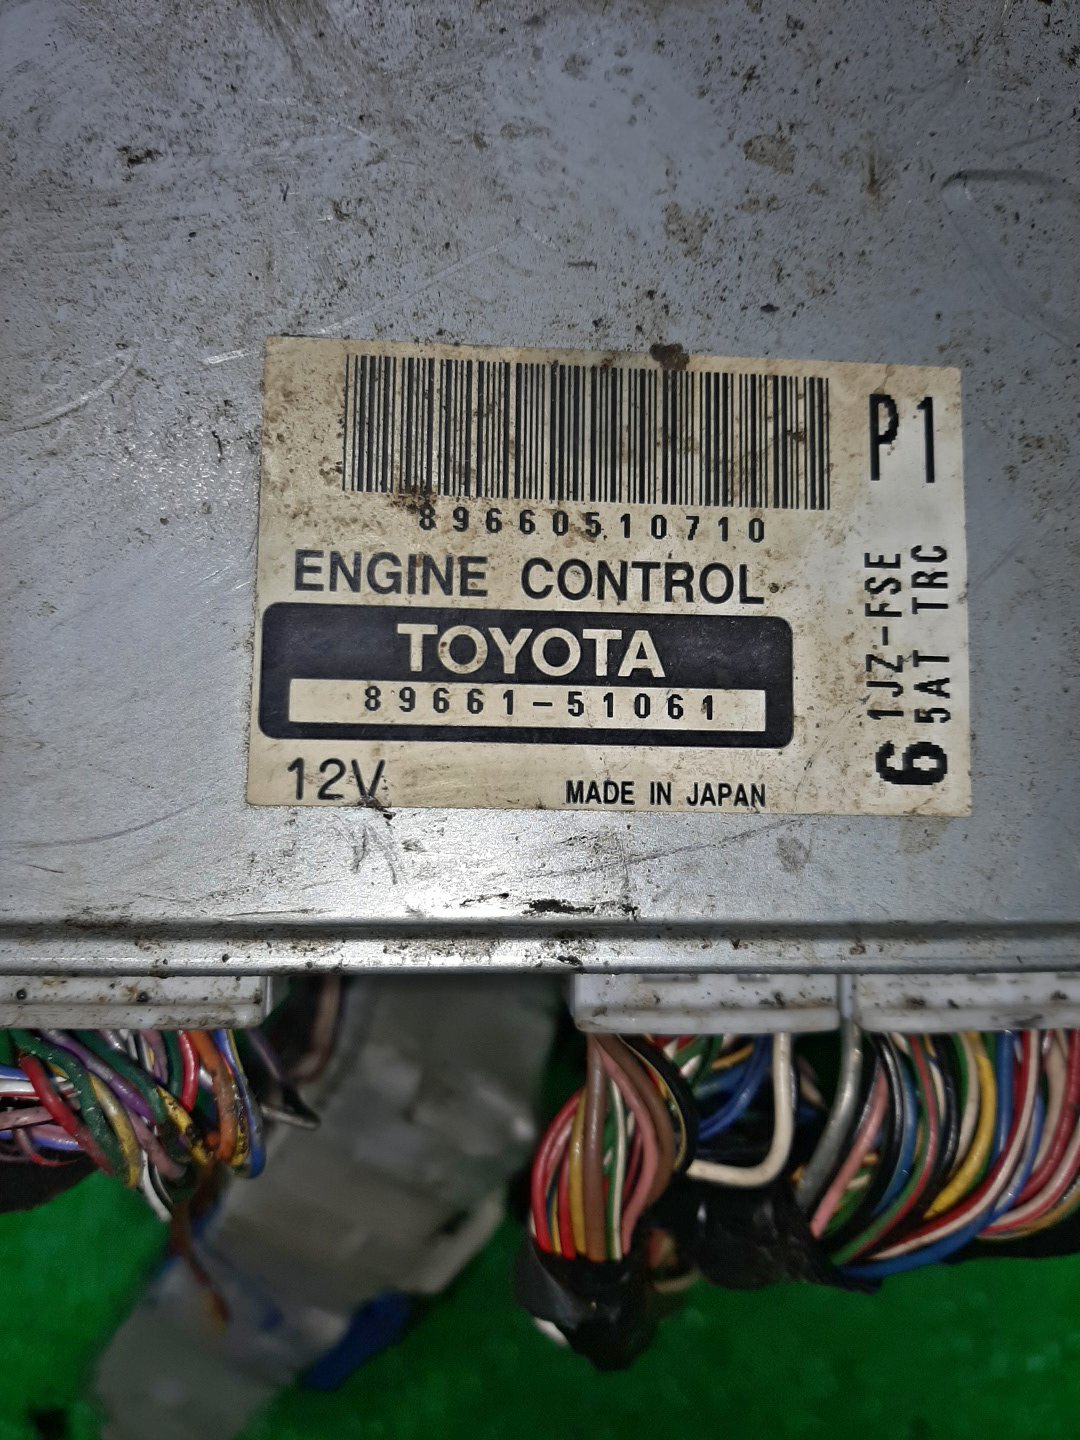 89660510710
P1
ENGINE CONTROL
TOYOTA
89661-51061
12V
MADE IN JAPAN
6
1JZ-FSE
5AT TRC